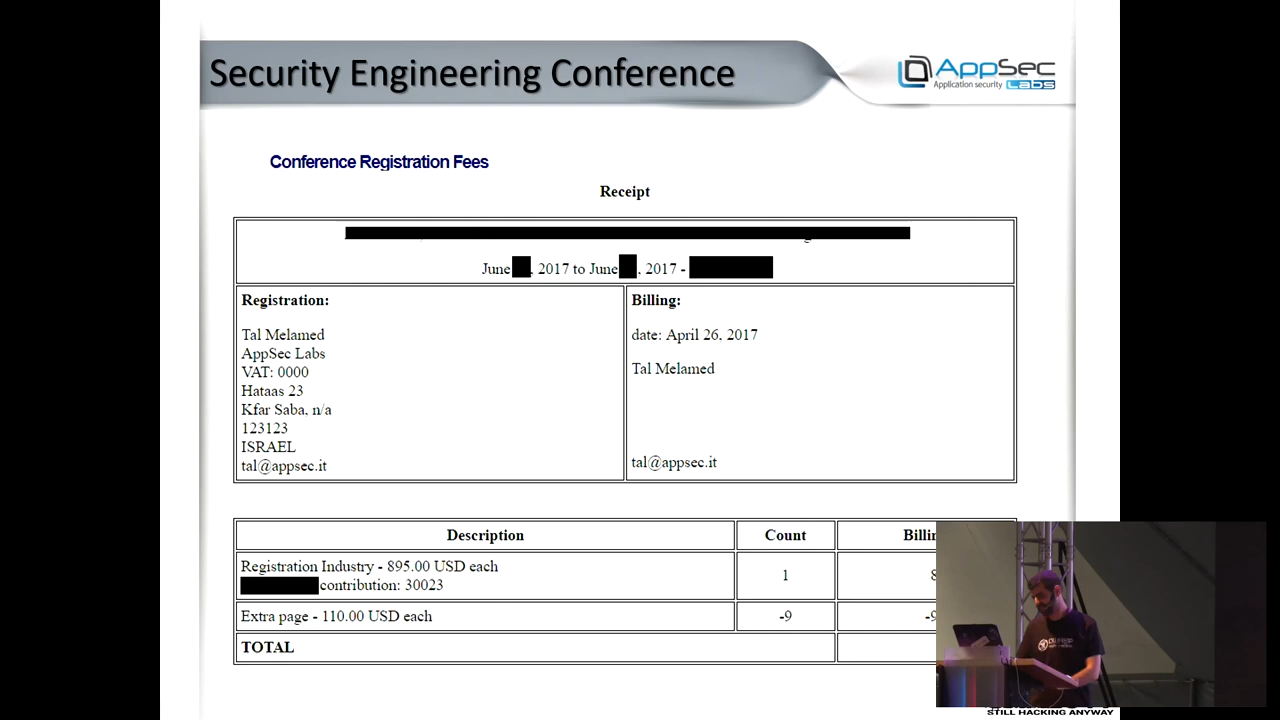 Security Engineering Conference
AppSec
Application security
Labs
Conference Registration Fees
Receipt
June , 2017 to June , 2017 -
Registration:
Tal Melamed
AppSec Labs
VAT: 0000
Hataas 23
Kfar Saba, n/a
123123
ISRAEL
tal@appsec.it
Billing:
date: April 26, 2017
Tal Melamed
tal@appsec.it
Description Count
Registration Industry - 895.00 USD each 1
contribution: 30023
Extra page - 110.00 USD each -9
TOTAL
STILL HACKING ANYWAY